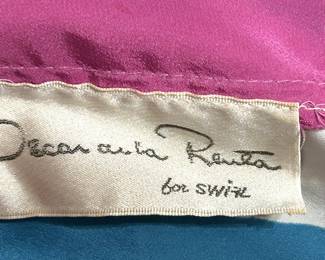 Oscar de la Renta
for SWIRL